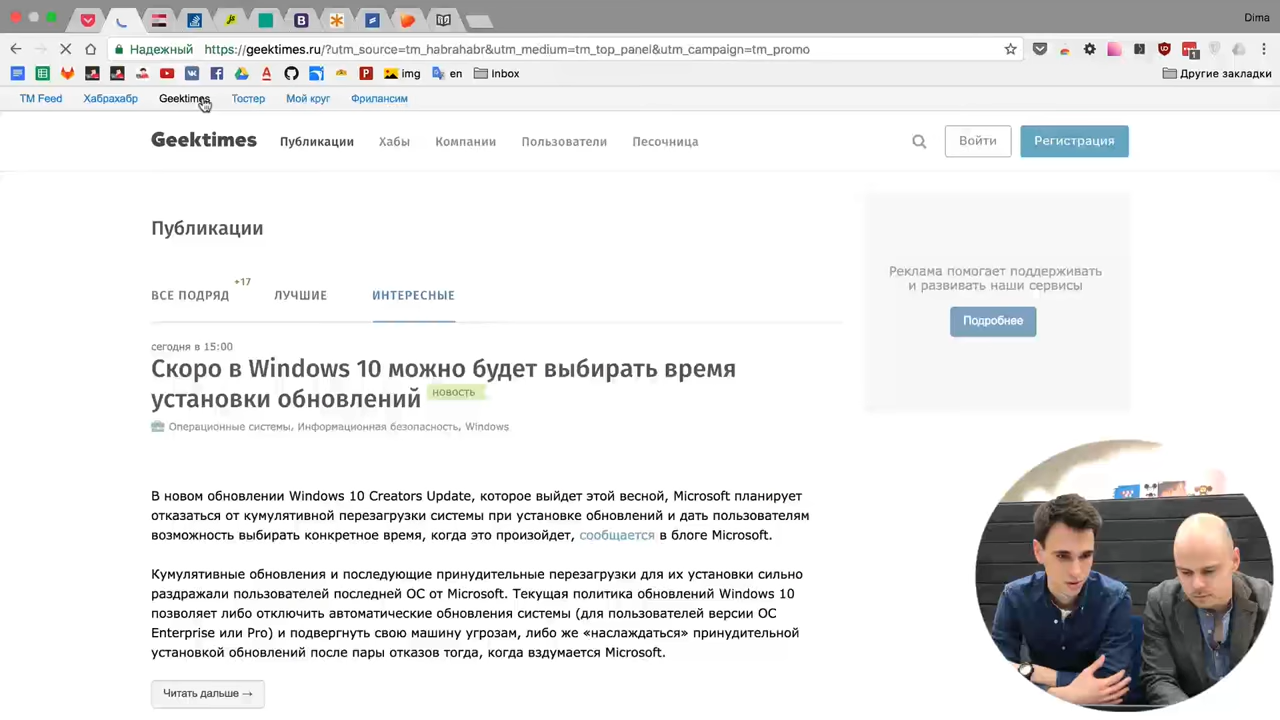 Dima
Надежный https://geektimes.ru/?utm_source=tm_habrahabr&utm_medium=tm_top_panel&utm_campaign=tm_promo
img en Inbox Другие закладки
TM Feed Хабрахабр Geektimes Тостер Мой круг Фрилансим
Geektimes Публикации Хабы Компании Пользователи Песочница Войти Регистрация
Публикации
ВСЕ ПОДРЯД +17 ЛУЧШИЕ ИНТЕРЕСНЫЕ
Реклама помогает поддерживать
и развивать наши сервисы
Подробнее
сегодня в 15:00
Скоро в Windows 10 можно будет выбирать время
установки обновлений новость
Операционные системы, Информационная безопасность, Windows
В новом обновлении Windows 10 Creators Update, которое выйдет этой весной, Microsoft планирует
отказаться от кумулятивной перезагрузки системы при установке обновлений и дать пользователям
возможность выбирать конкретное время, когда это произойдет, сообщается в блоге Microsoft.
Кумулятивные обновления и последующие принудительные перезагрузки для их установки сильно
раздражали пользователей последней ОС от Microsoft. Текущая политика обновлений Windows 10
позволяет либо отключить автоматические обновления системы (для пользователей версии ОС
Enterprise или Pro) и подвергнуть свою машину угрозам, либо же «наслаждаться» принудительной
установкой обновлений после пары отказов тогда, когда вздумается Microsoft.
Читать дальше →